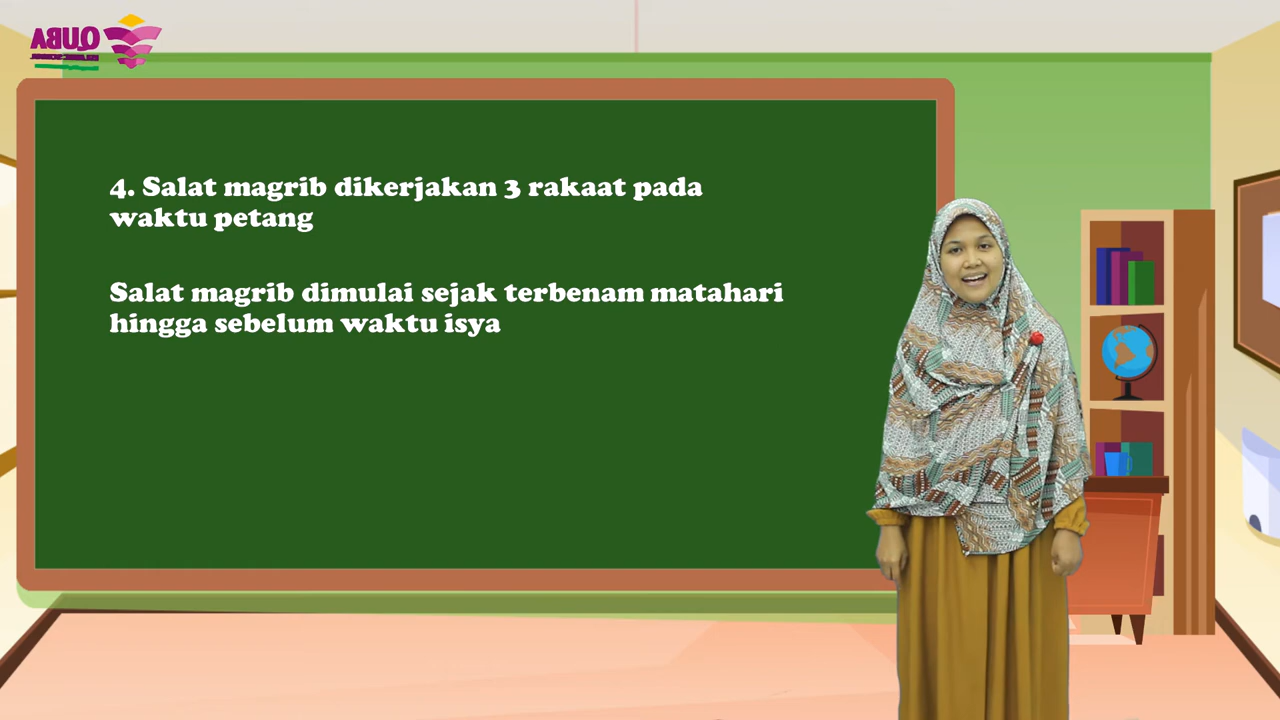 4. Salat magrib dikerjakan 3 rakaat pada
waktu petang
Salat magrib dimulai sejak terbenam matahari
hingga sebelum waktu isya